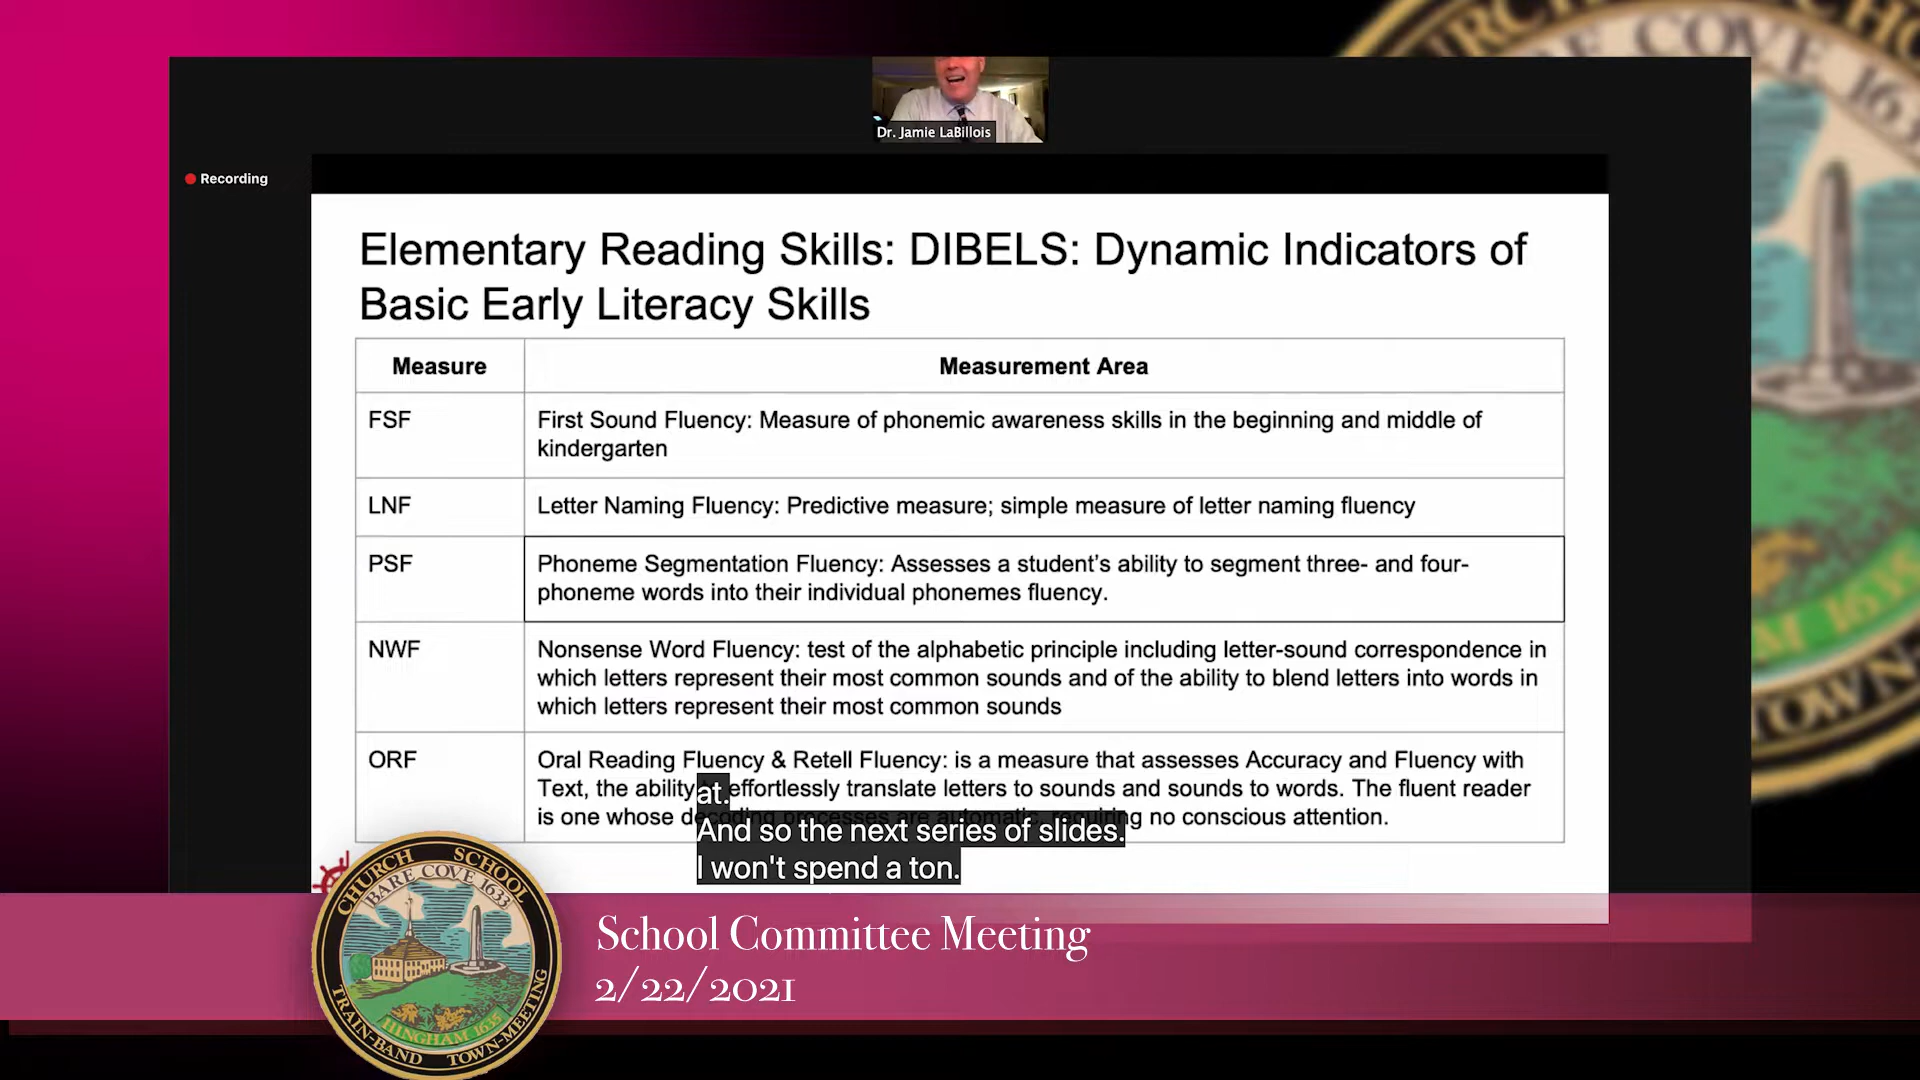 Dr. Jamie LaBillois
Recording
Elementary Reading Skills: DIBELS: Dynamic Indicators of
Basic Early Literacy Skills
Measure
Measurement Area
FSF
First Sound Fluency: Measure of phonemic awareness skills in the beginning and middle of
kindergarten
LNF
Letter Naming Fluency: Predictive measure; simple measure of letter naming fluency
PSF
Phoneme Segmentation Fluency: Assesses a student’s ability to segment three- and four-
phoneme words into their individual phonemes fluency.
NWF
Nonsense Word Fluency: test of the alphabetic principle including letter-sound correspondence in
which letters represent their most common sounds and of the ability to blend letters into words in
which letters represent their most common sounds
ORF
Oral Reading Fluency & Retell Fluency: is a measure that assesses Accuracy and Fluency with
Text, the ability effortlessly translate letters to sounds and sounds to words. The fluent reader
is one whose decoding processes are automatic, requiring no conscious attention.
at.
And so the next series of slides.
I won't spend a ton.
CHURCH SCHOOL
BARE COVE 1633
HINGHAM 1635
TRAIN-BAND TOWN-MEETING
School Committee Meeting
2/22/2021